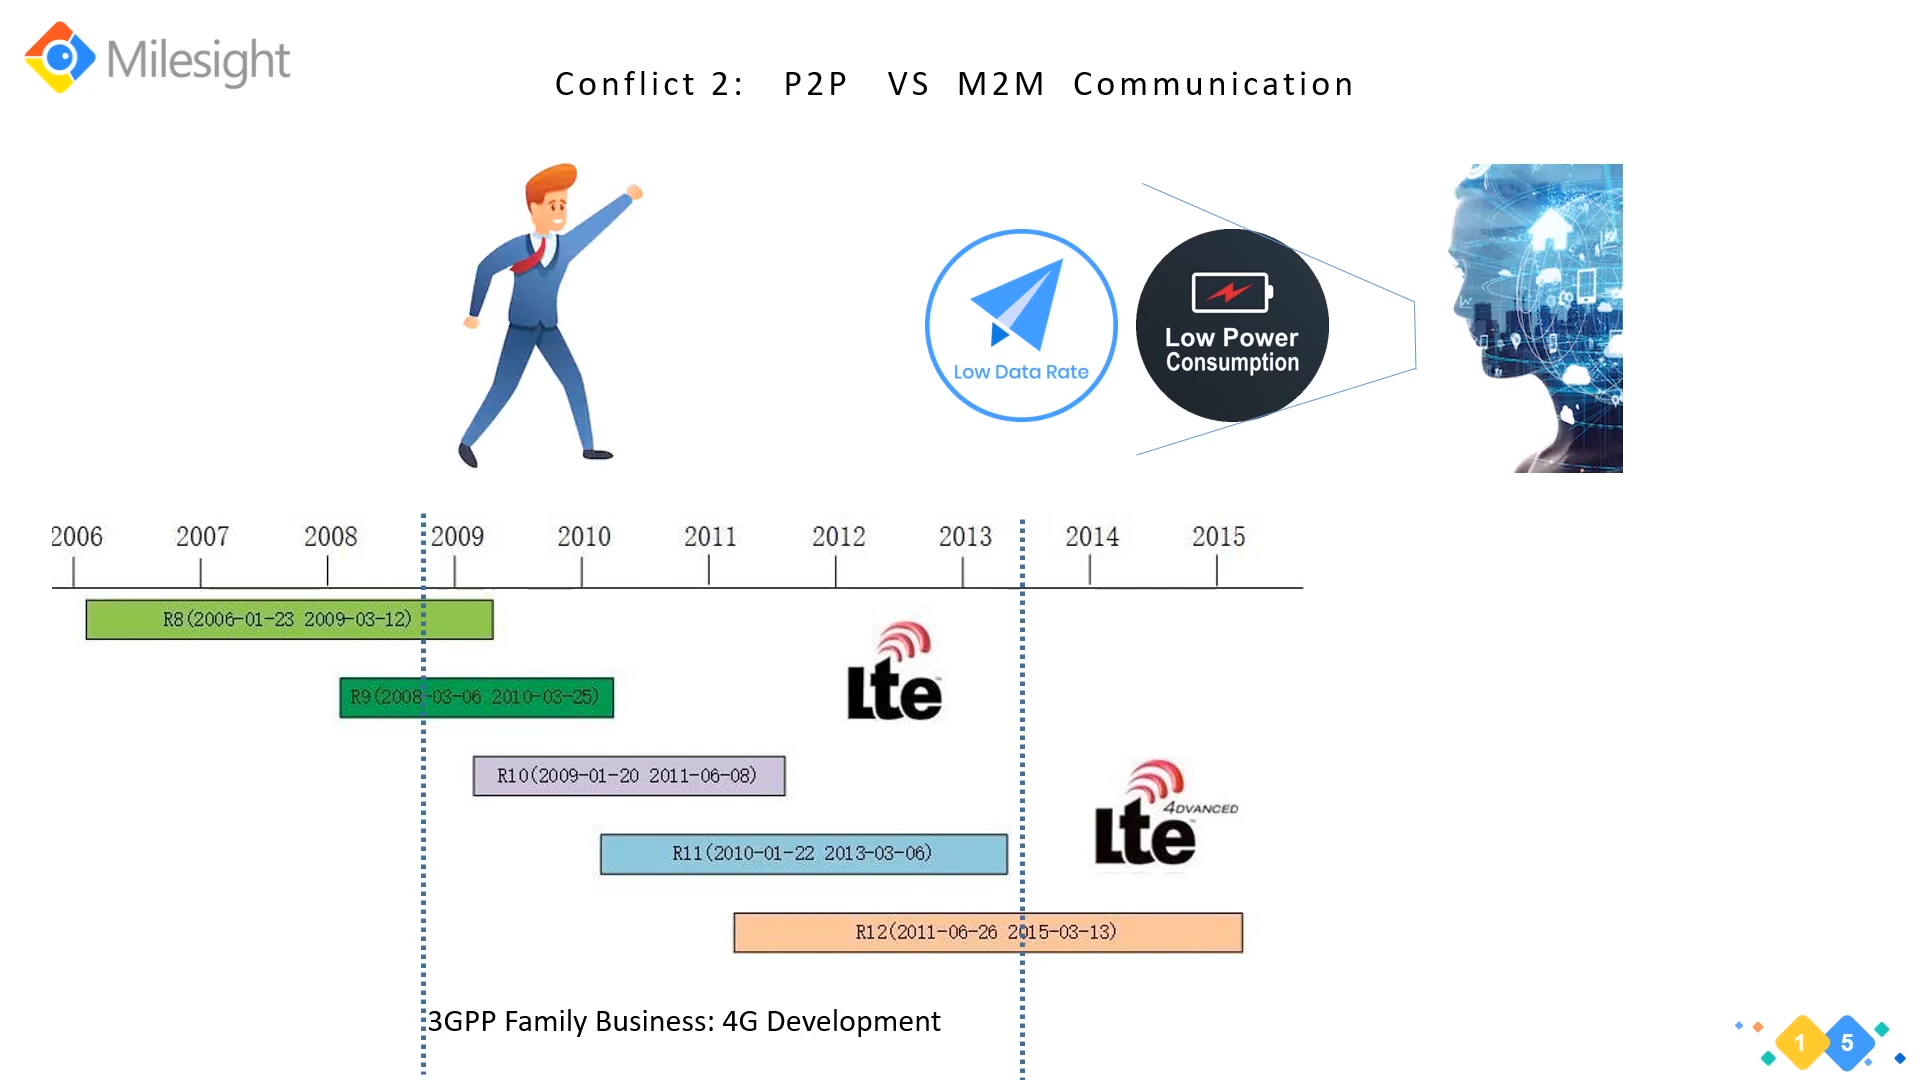 Milesight
Conflict 2: P2P VS M2M Communication
Low Data Rate
Low Power
Consumption
2006 2007 2008 2009 2010 2011 2012 2013 2014 2015
R8(2006-01-23 2009-03-12)
R9(2008-03-06 2010-03-25)
Lte
R10(2009-01-20 2011-06-08)
4DVANCED
Lte
R11(2010-01-22 2013-03-06)
R12(2011-06-26 2015-03-13)
3GPP Family Business: 4G Development
1 5